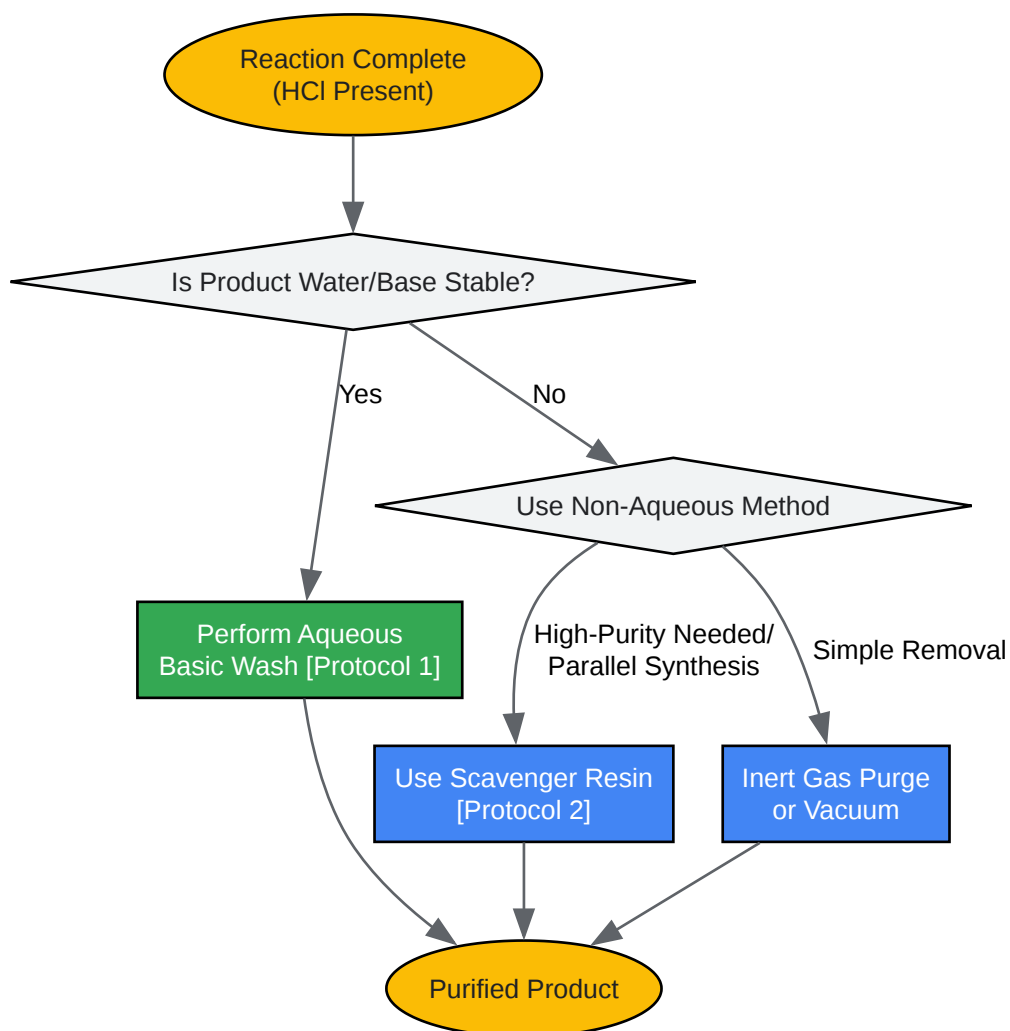 Reaction Complete
(HCl Present)
Is Product Water/Base Stable?
Yes
No
Use Non-Aqueous Method
Perform Aqueous
Basic Wash [Protocol 1]
High-Purity Needed/
Parallel Synthesis
Simple Removal
Use Scavenger Resin
[Protocol 2]
Inert Gas Purge
or Vacuum
Purified Product